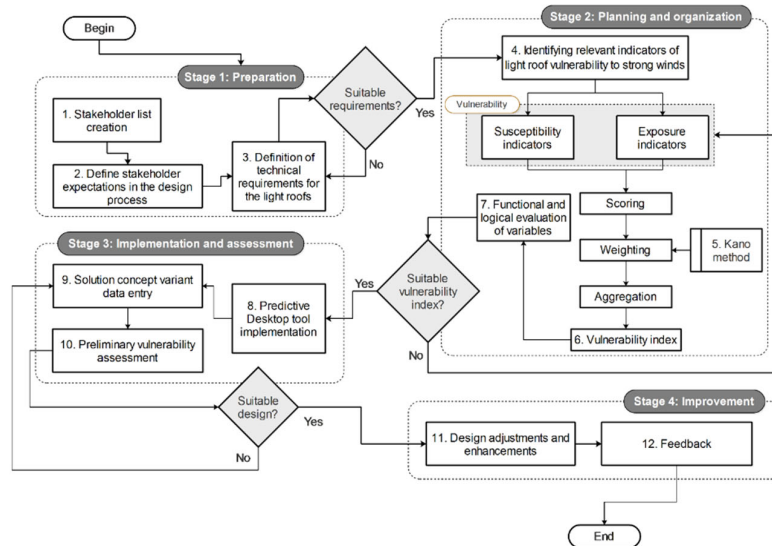 Begin
Stage 1: Preparation
1. Stakeholder list
creation
2. Define stakeholder
expectations in the design
process
3. Definition of
technical
requirements for
the light roofs
Suitable
requirements?
Yes
No
Stage 2: Planning and organization
4. Identifying relevant indicators of
light roof vulnerability to strong winds
Vulnerability
Susceptibility
indicators
Exposure
indicators
Scoring
Weighting
5. Kano
method
Aggregation
6. Vulnerability index
7. Functional and
logical evaluation
of variables
Suitable
vulnerability
index?
Yes
No
Stage 3: Implementation and assessment
8. Predictive
Desktop tool
implementation
9. Solution concept variant
data entry
10. Preliminary vulnerability
assessment
Suitable
design?
Yes
No
Stage 4: Improvement
11. Design adjustments and
enhancements
12. Feedback
End